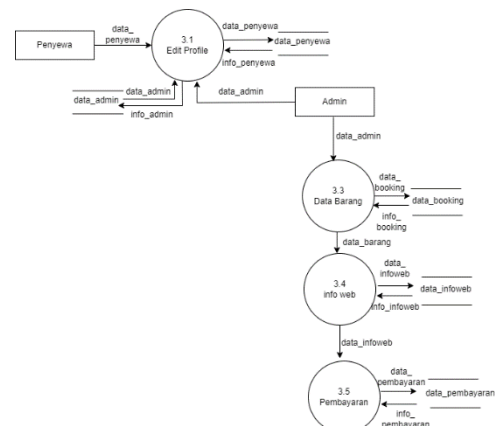 data_
penyewa
Penyewa
3.1
Edit Profile
data_penyewa
data_penyewa
info_penyewa
data_admin
data_admin
info_admin
data_admin
Admin
data_admin
3.3
Data Barang
data_
booking
data_booking
info_
booking
data_barang
3.4
info web
data_
infoweb
data_infoweb
info_infoweb
data_infoweb
3.5
Pembayaran
data_
pembayaran
data_pembayaran
info_
pembayaran